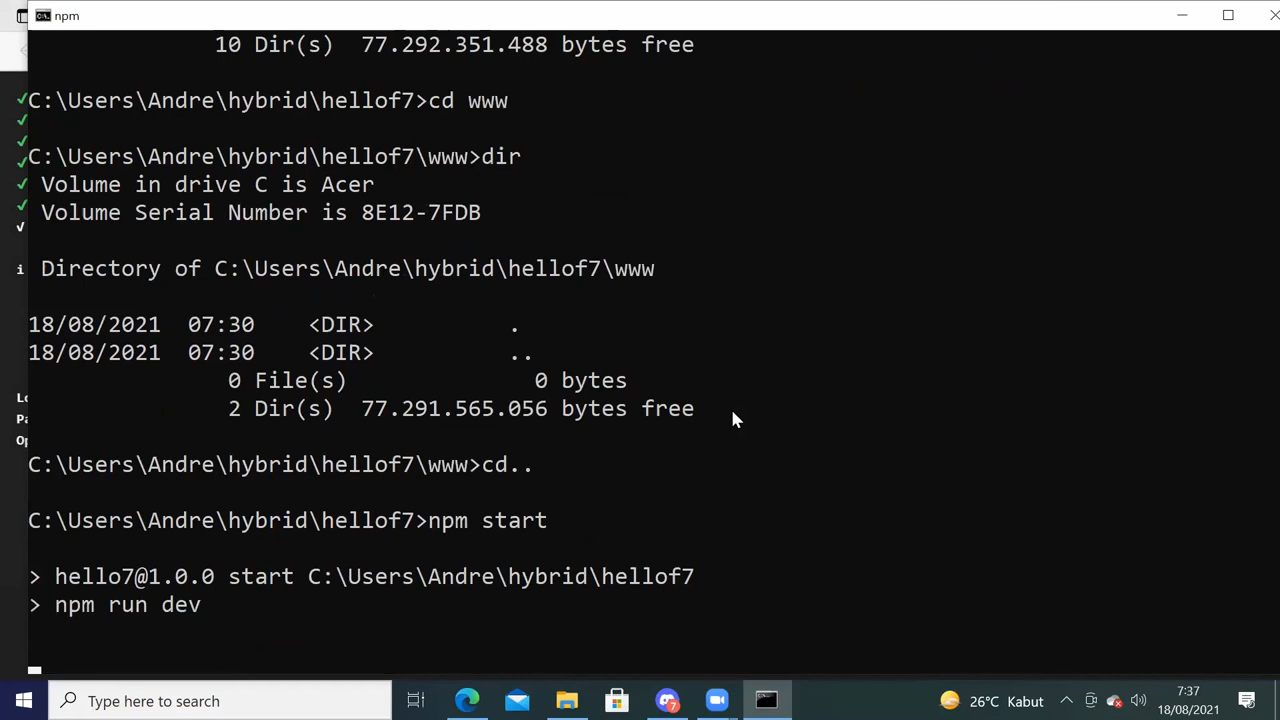 npm
10 Dir(s)  77.292.351.488 bytes free
C:\Users\Andre\hybrid\hellof7>cd www
C:\Users\Andre\hybrid\hellof7\www>dir
Volume in drive C is Acer
Volume Serial Number is 8E12-7FDB
Directory of C:\Users\Andre\hybrid\hellof7\www
18/08/2021  07:30    <DIR>          .
18/08/2021  07:30    <DIR>          ..
0 File(s)              0 bytes
2 Dir(s)  77.291.565.056 bytes free
C:\Users\Andre\hybrid\hellof7\www>cd..
C:\Users\Andre\hybrid\hellof7>npm start
> hello7@1.0.0 start C:\Users\Andre\hybrid\hellof7
> npm run dev
Type here to search
7
26°C Kabut
7:37
18/08/2021